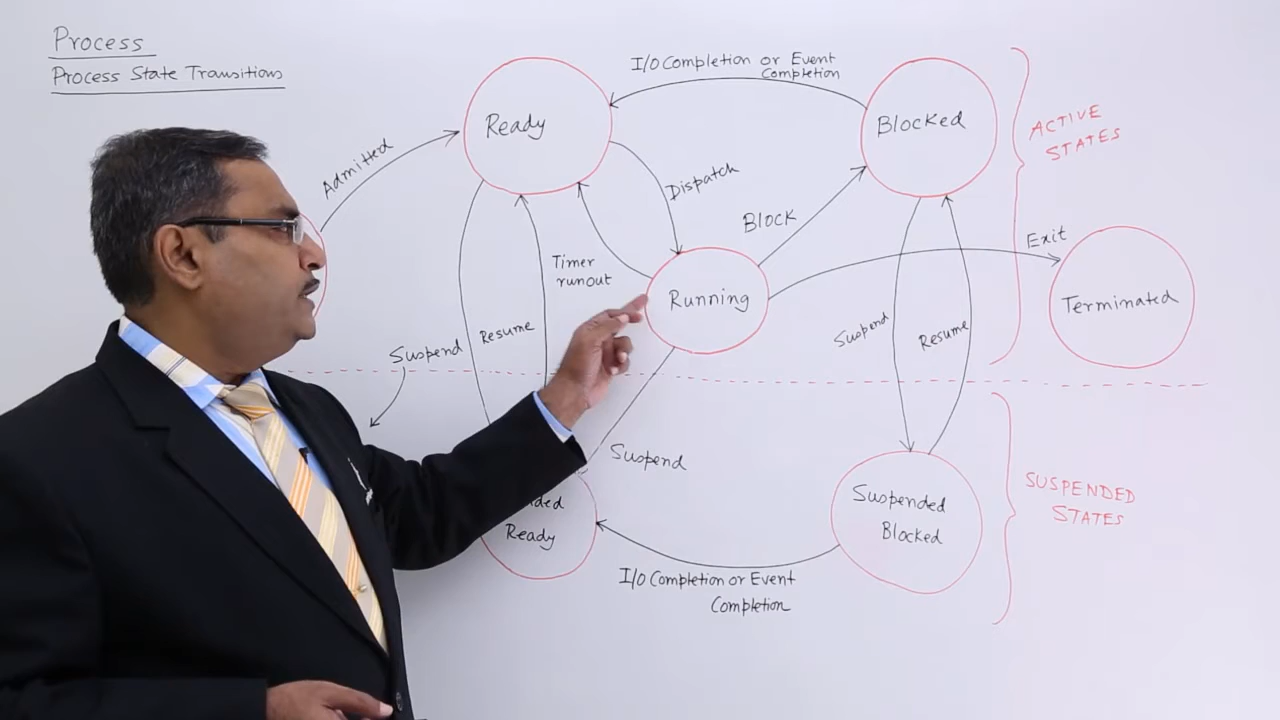 Process
Process State Transitions
Admitted
Ready
I/O Completion or Event
Completion
Blocked
ACTIVE
STATES
Dispatch
BLOCK
Timer
runout
Running
Exit
Terminated
Suspend
Resume
Suspend
Resume
Suspend
Ready
Suspended
Blocked
SUSPENDED
STATES
I/O Completion or Event
Completion